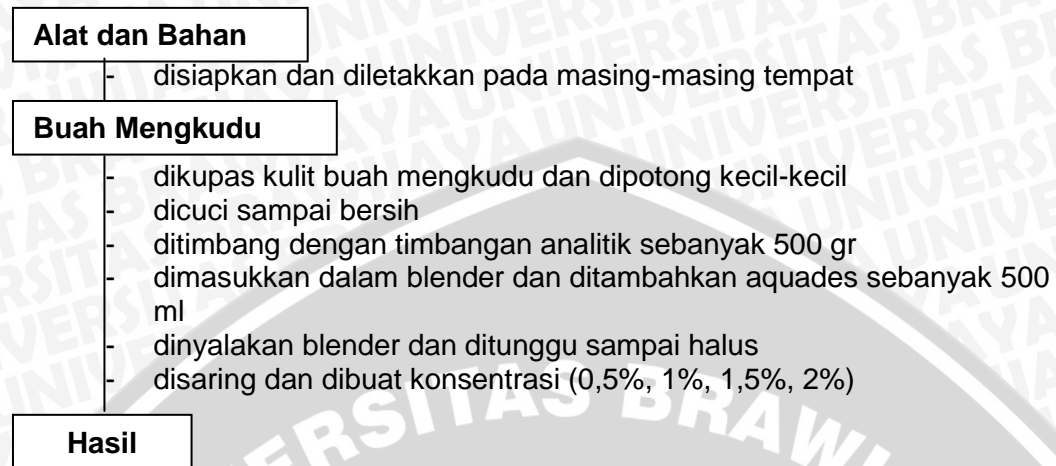 Alat dan Bahan
- disiapkan dan diletakkan pada masing-masing tempat
Buah Mengkudu
- dikupas kulit buah mengkudu dan dipotong kecil-kecil
- dicuci sampai bersih
- ditimbang dengan timbangan analitik sebanyak 500 gr
- dimasukkan dalam blender dan ditambahkan aquades sebanyak 500
ml
- dinyalakan blender dan ditunggu sampai halus
- disaring dan dibuat konsentrasi (0,5%, 1%, 1,5%, 2%)
Hasil